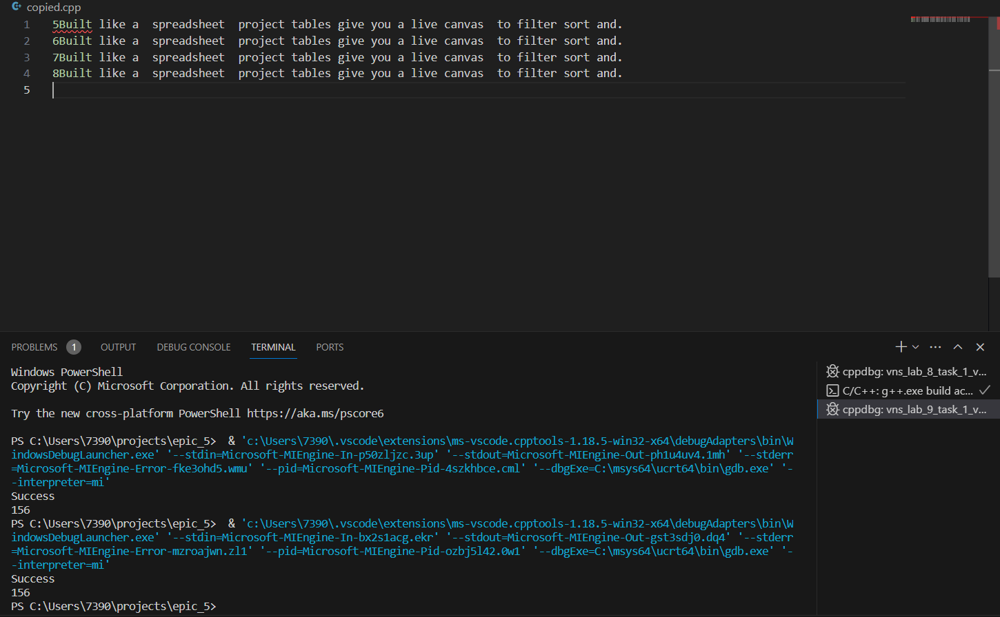 copied.cpp
1 5Built like a  spreadsheet  project tables give you a live canvas  to filter sort and.
2 6Built like a  spreadsheet  project tables give you a live canvas  to filter sort and.
3 7Built like a  spreadsheet  project tables give you a live canvas  to filter sort and.
4 8Built like a  spreadsheet  project tables give you a live canvas  to filter sort and.
5
PROBLEMS 1 OUTPUT DEBUG CONSOLE TERMINAL PORTS
Windows PowerShell
Copyright (C) Microsoft Corporation. All rights reserved.
Try the new cross-platform PowerShell https://aka.ms/pscore6
PS C:\Users\7390\projects\epic_5>  & 'c:\Users\7390\.vscode\extensions\ms-vscode.cpptools-1.18.5-win32-x64\debugAdapters\bin\W
indowsDebugLauncher.exe' '--stdin=Microsoft-MIEngine-In-p50zljzc.3up' '--stdout=Microsoft-MIEngine-Out-ph1u4uv4.1mh' '--stderr
=Microsoft-MIEngine-Error-fke3ohd5.wmu' '--pid=Microsoft-MIEngine-Pid-4szkhbce.cml' '--dbgExe=C:\msys64\ucrt64\bin\gdb.exe' '-
-interpreter=mi'
Success
156
PS C:\Users\7390\projects\epic_5>  & 'c:\Users\7390\.vscode\extensions\ms-vscode.cpptools-1.18.5-win32-x64\debugAdapters\bin\W
indowsDebugLauncher.exe' '--stdin=Microsoft-MIEngine-In-bx2s1acg.ekr' '--stdout=Microsoft-MIEngine-Out-gst3sdj0.dq4' '--stderr
=Microsoft-MIEngine-Error-mzroajwn.zl1' '--pid=Microsoft-MIEngine-Pid-ozbj5l42.0w1' '--dbgExe=C:\msys64\ucrt64\bin\gdb.exe' '-
-interpreter=mi'
Success
156
PS C:\Users\7390\projects\epic_5>
cppdbg: vns_lab_8_task_1_v...
C/C++: g++.exe build ac...
cppdbg: vns_lab_9_task_1_v...